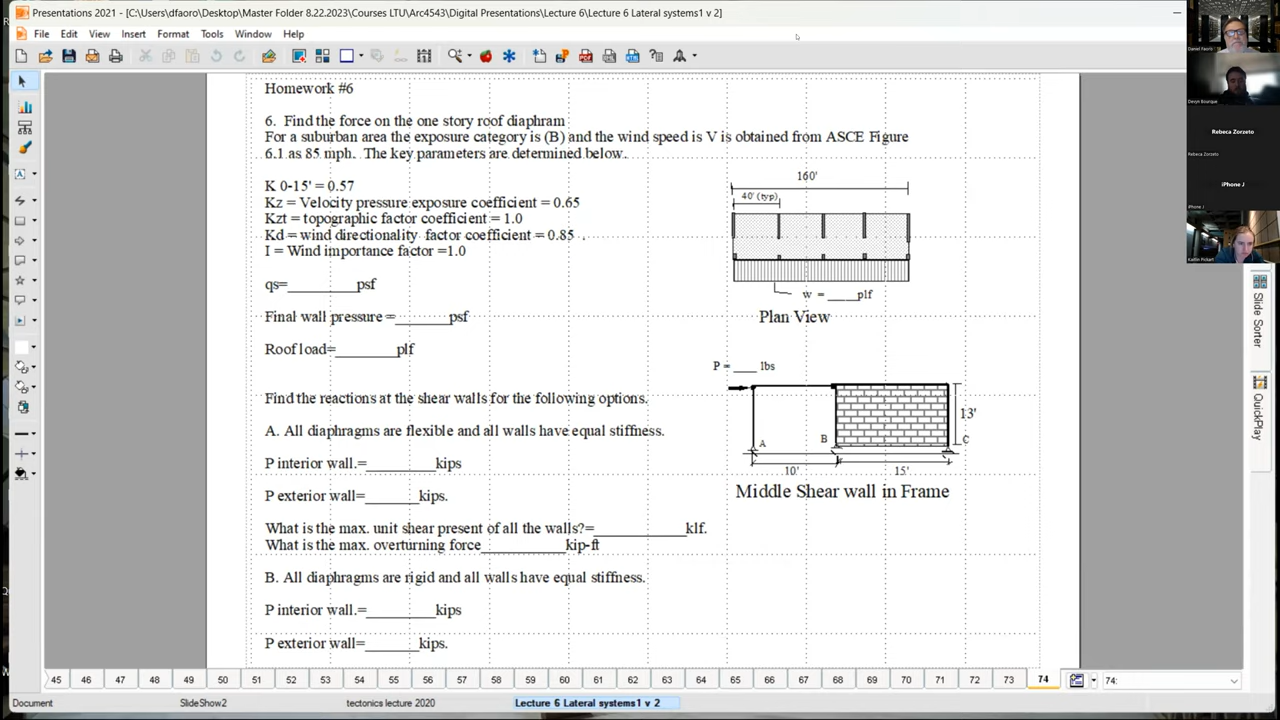 Presentations 2021 - [C:\Users\dfaoro\Desktop\Master Folder 8.22.2023\Courses LTU\Arc4543\Digital Presentations\Lecture 6\Lecture 6 Lateral systems1 v 2]
File Edit View Insert Format Tools Window Help
Homework #6
6. Find the force on the one story roof diaphram
For a suburban area the exposure category is (B) and the wind speed is V is obtained from ASCE Figure
6.1 as 85 mph. The key parameters are determined below.
K 0-15' = 0.57
Kz = Velocity pressure exposure coefficient = 0.65
Kzt = topographic factor coefficient = 1.0
Kd = wind directionality factor coefficient = 0.85 .
I = Wind importance factor =1.0
qs=_________psf
Final wall pressure =_______psf
Roof load=________plf
Find the reactions at the shear walls for the following options.
A. All diaphragms are flexible and all walls have equal stiffness.
P interior wall.=_________kips
P exterior wall=_______kips.
What is the max. unit shear present of all the walls?=____________klf.
What is the max. overturning force___________kip-ft
B. All diaphragms are rigid and all walls have equal stiffness.
P interior wall.=_________kips
P exterior wall=_______kips.
160'
40' (typ)
w = _____plf
Plan View
P = ____ lbs
13'
A
B
C
10'
15'
Middle Shear wall in Frame
Daniel Faoro
Devyn Bourque
Rebeca Zorzeto
Rebeca Zorzeto
iPhone J
iPhone J
Kaitlin Pickart
Slide Sorter
QuickPlay
45 46 47 48 49 50 51 52 53 54 55 56 57 58 59 60 61 62 63 64 65 66 67 68 69 70 71 72 73 74
74:
Document
SlideShow2
tectonics lecture 2020
Lecture 6 Lateral systems1 v 2